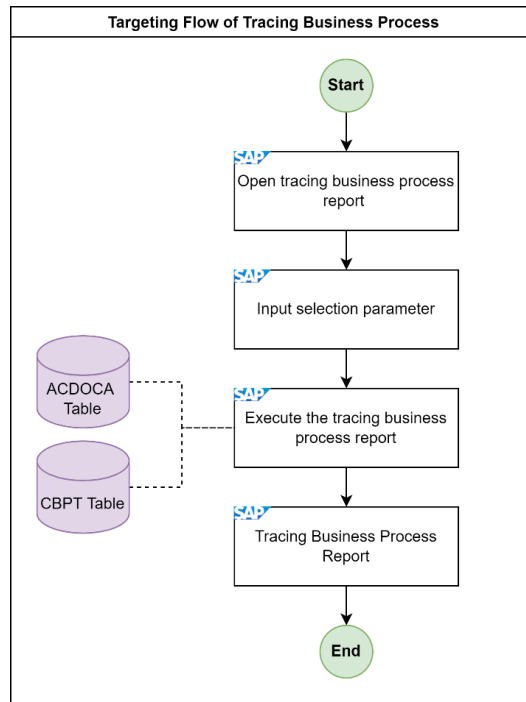 Targeting Flow of Tracing Business Process
Start
SAP
Open tracing business process
report
SAP
Input selection parameter
ACDOCA
Table
SAP
Execute the tracing business
process report
CBPT Table
SAP
Tracing Business Process
Report
End